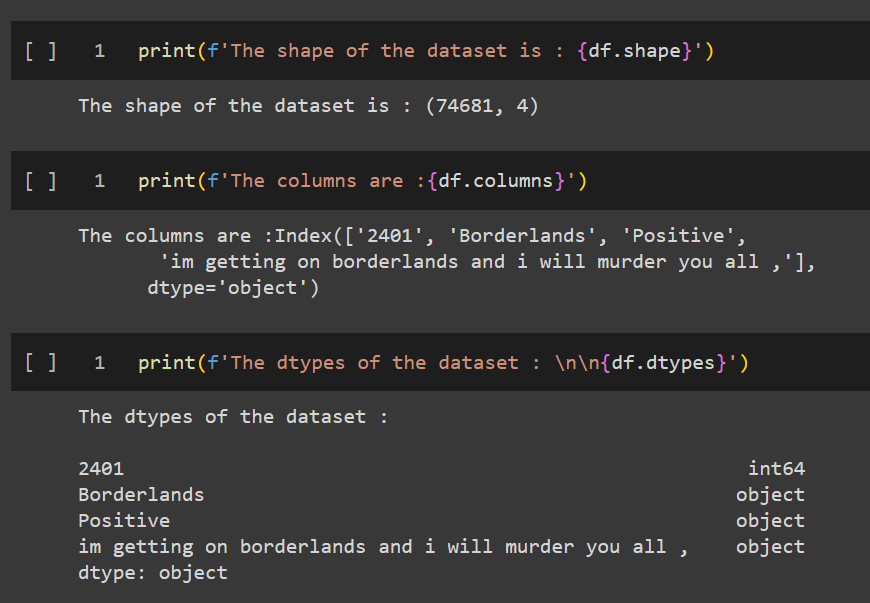 [ ] 1 print(f'The shape of the dataset is : {df.shape}')
The shape of the dataset is : (74681, 4)
[ ] 1 print(f'The columns are :{df.columns}')
The columns are :Index(['2401', 'Borderlands', 'Positive',
'im getting on borderlands and i will murder you all ,'],
dtype='object')
[ ] 1 print(f'The dtypes of the dataset : \n\n{df.dtypes}')
The dtypes of the dataset :
2401 int64
Borderlands object
Positive object
im getting on borderlands and i will murder you all , object
dtype: object